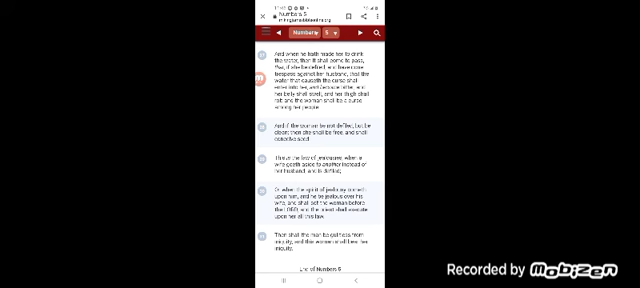 Numbers 5
m.kingjamesbibleonline.org
Numbers 5
27 And when he hath made her to drink
the water, then it shall come to pass,
that, if she be defiled, and have done
trespass against her husband, that the
water that causeth the curse shall
enter into her, and become bitter, and
her belly shall swell, and her thigh shall
rot: and the woman shall be a curse
among her people.
28 And if the woman be not defiled, but be
clean; then she shall be free, and shall
conceive seed.
29 This is the law of jealousies, when a
wife goeth aside to another instead of
her husband, and is defiled;
30 Or when the spirit of jealousy cometh
upon him, and he be jealous over his
wife, and shall set the woman before
the LORD, and the priest shall execute
upon her all this law.
31 Then shall the man be guiltless from
iniquity, and this woman shall bear her
iniquity.
End of Numbers 5
Recorded by mobizen